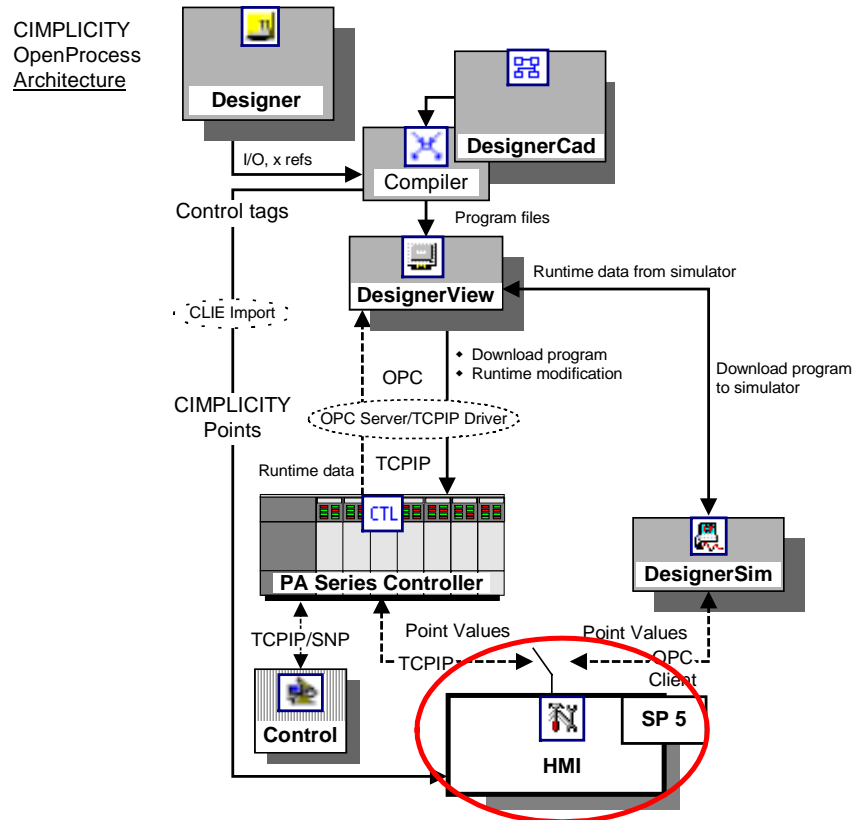 CIMPLICITY
OpenProcess
Architecture
Designer
DesignerCad
I/O, x refs
Compiler
Control tags
Program files
DesignerView
Runtime data from simulator
CLIE Import
◆ Download program
◆ Runtime modification
OPC
Download program
to simulator
CIMPLICITY
Points
OPC Server/TCPIP Driver
TCPIP
Runtime data
CTL
PA Series Controller
DesignerSim
TCPIP/SNP
Point Values
Point Values
TCPIP
OPC
Client
Control
SP 5
HMI